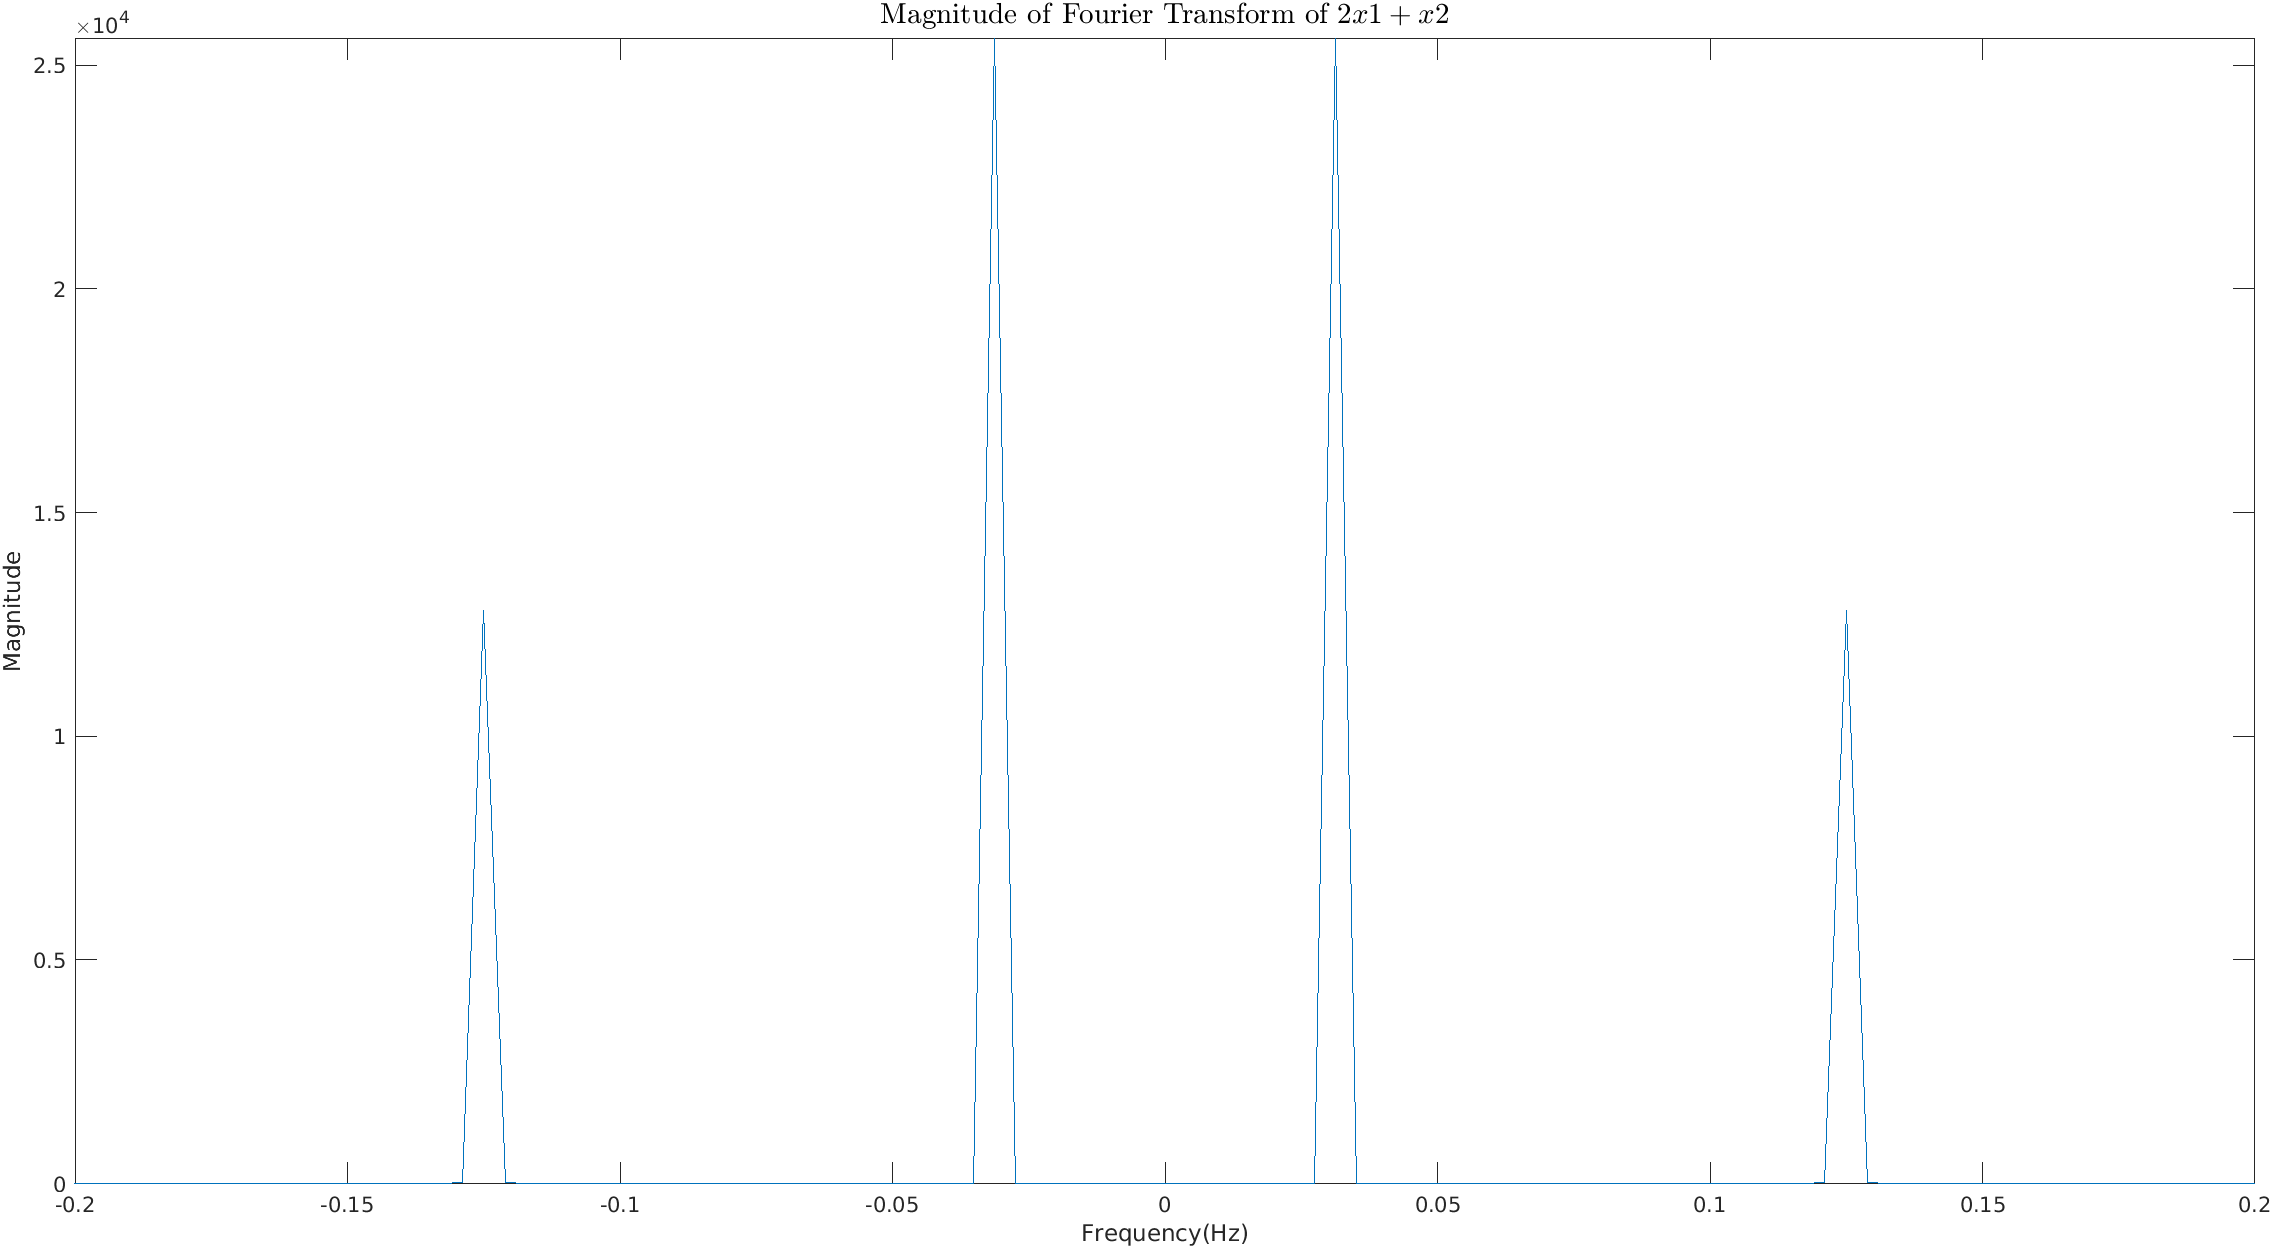 Magnitude of Fourier Transform of 2x1 + x2
×10⁴
2.5
2
1.5
1
0.5
0
Magnitude
-0.2 -0.15 -0.1 -0.05 0 0.05 0.1 0.15 0.2
Frequency(Hz)